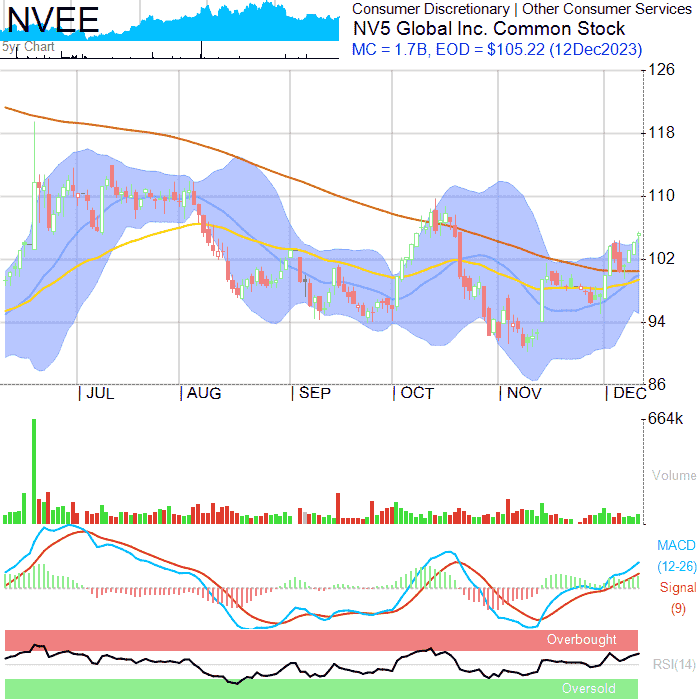 NVEE
5yr Chart
Consumer Discretionary | Other Consumer Services
NV5 Global Inc. Common Stock
MC = 1.7B, EOD = $105.22 (12Dec2023)
126
118
110
102
94
86
JUL AUG SEP OCT NOV DEC
664k
Volume
MACD
(12-26)
Signal
(9)
Overbought
RSI(14)
Oversold